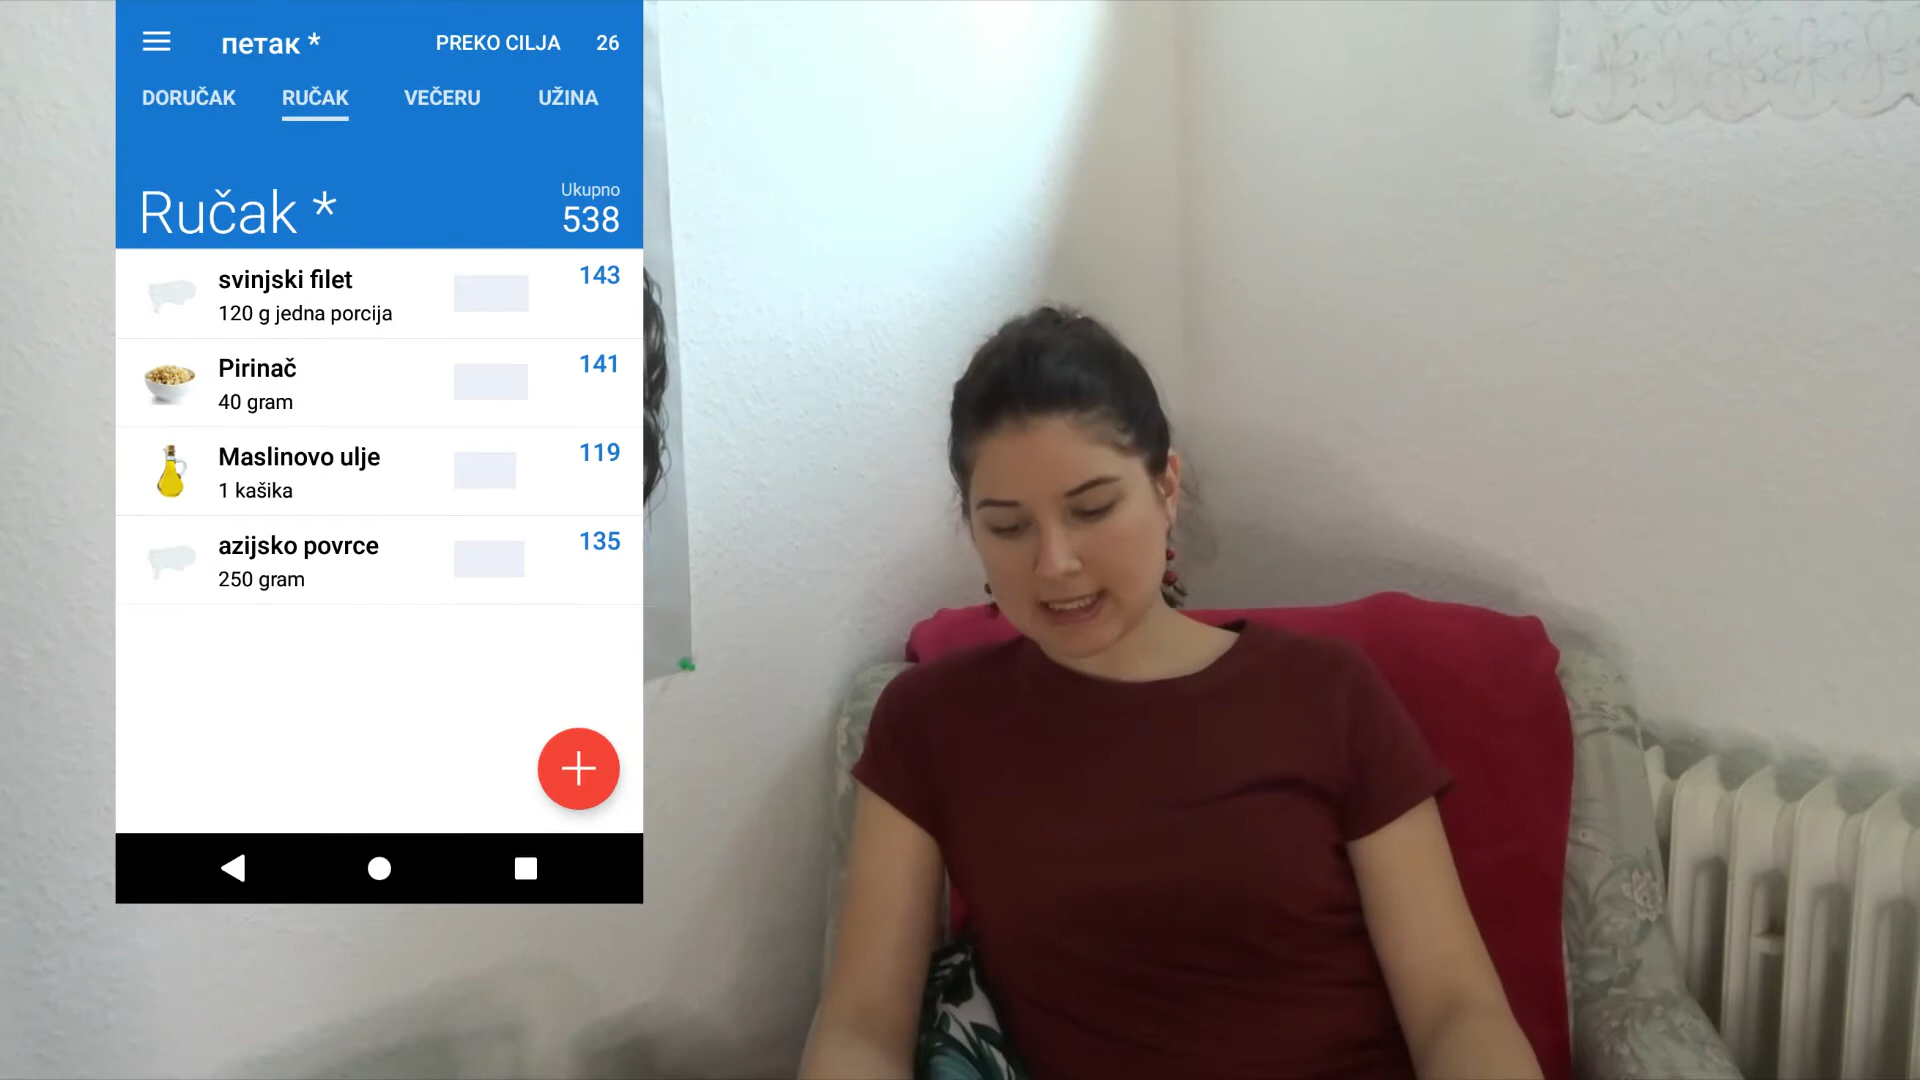 петак *
PREKO CILJA 26
DORUČAK RUČAK VEČERU UŽINA
Ručak *
Ukupno
538
svinjski filet
143
120 g jedna porcija
Pirinač
141
40 gram
Maslinovo ulje
119
1 kašika
azijsko povrce
135
250 gram